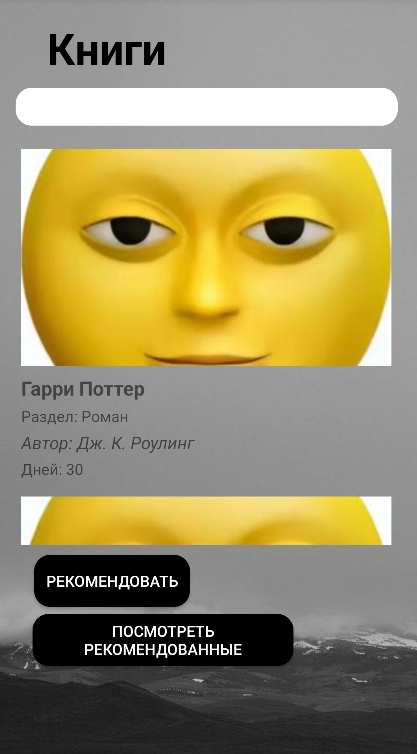 Книги
Гарри Поттер
Раздел: Роман
Автор: Дж. К. Роулинг
Дней: 30
РЕКОМЕНДОВАТЬ
ПОСМОТРЕТЬ
РЕКОМЕНДОВАННЫЕ